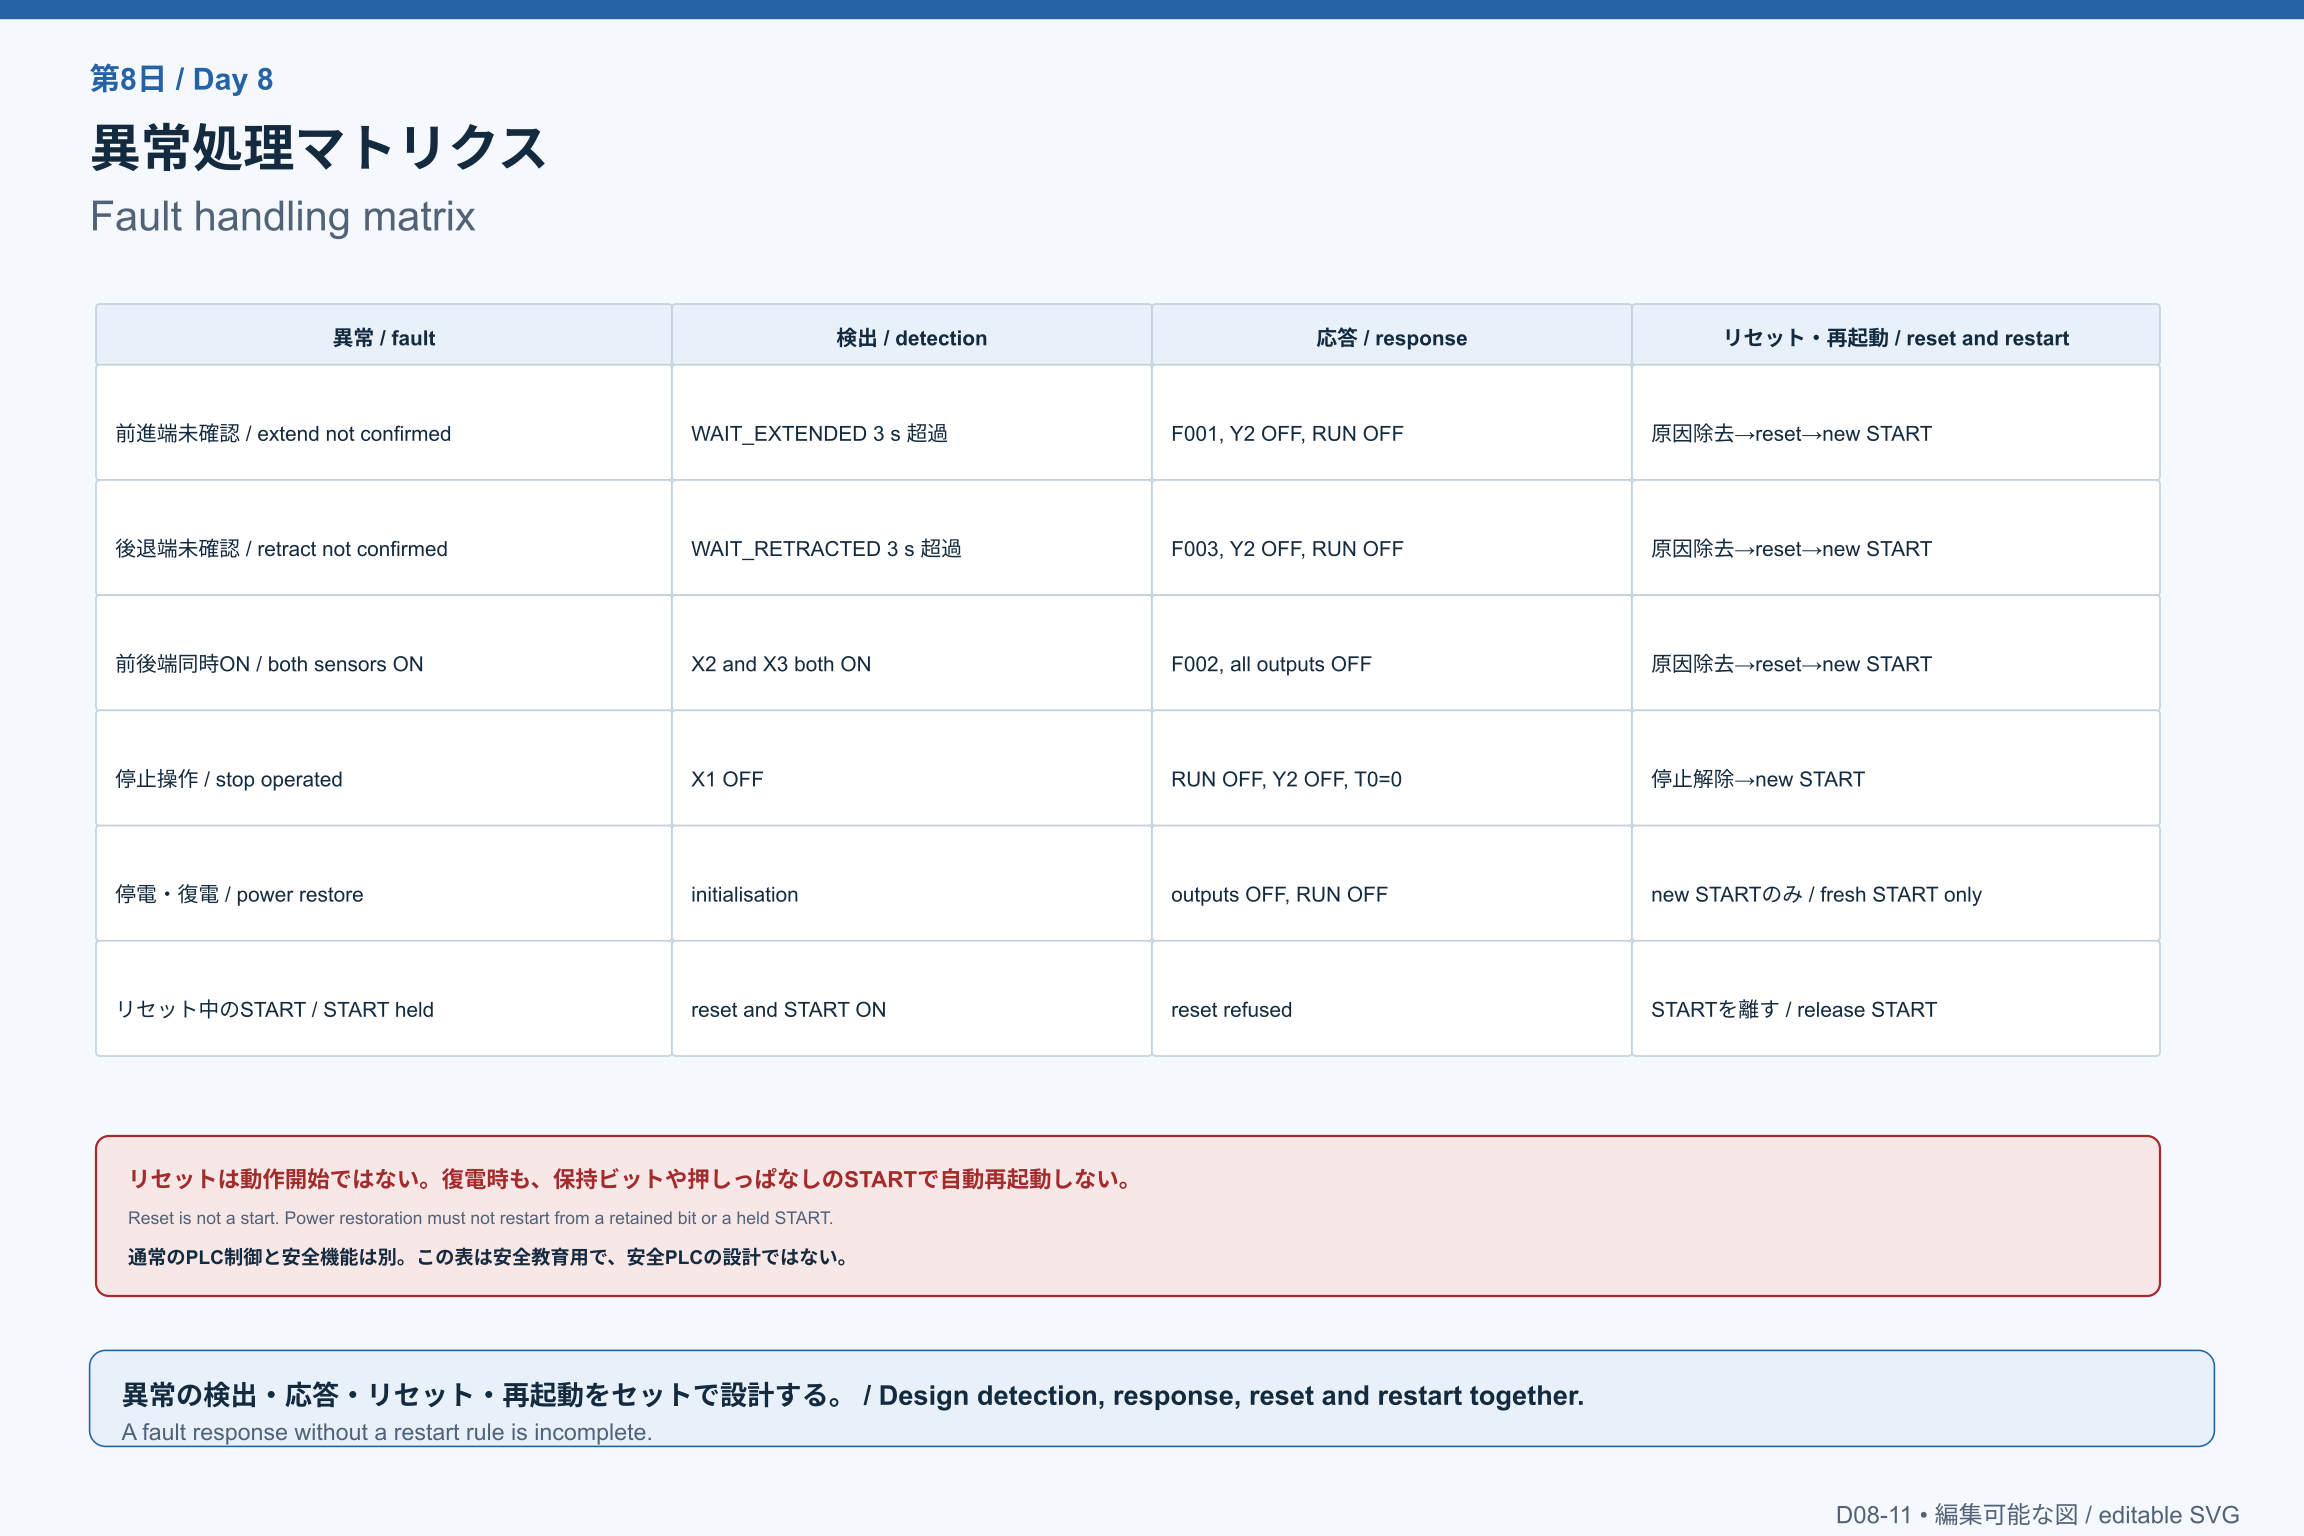 第8日 / Day 8
異常処理マトリクス
Fault handling matrix
異常 / fault
検出 / detection
応答 / response
リセット・再起動 / reset and restart
前進端未確認 / extend not confirmed
WAIT_EXTENDED 3 s 超過
F001, Y2 OFF, RUN OFF
原因除去→reset→new START
後退端未確認 / retract not confirmed
WAIT_RETRACTED 3 s 超過
F003, Y2 OFF, RUN OFF
原因除去→reset→new START
前後端同時ON / both sensors ON
X2 and X3 both ON
F002, all outputs OFF
原因除去→reset→new START
停止操作 / stop operated
X1 OFF
RUN OFF, Y2 OFF, T0=0
停止解除→new START
停電・復電 / power restore
initialisation
outputs OFF, RUN OFF
new STARTのみ / fresh START only
リセット中のSTART / START held
reset and START ON
reset refused
STARTを離す / release START
リセットは動作開始ではない。復電時も、保持ビットや押しっぱなしのSTARTで自動再起動しない。
Reset is not a start. Power restoration must not restart from a retained bit or a held START.
通常のPLC制御と安全機能は別。この表は安全教育用で、安全PLCの設計ではない。
異常の検出・応答・リセット・再起動をセットで設計する。 / Design detection, response, reset and restart together.
A fault response without a restart rule is incomplete.
D08-11 • 編集可能な図 / editable SVG